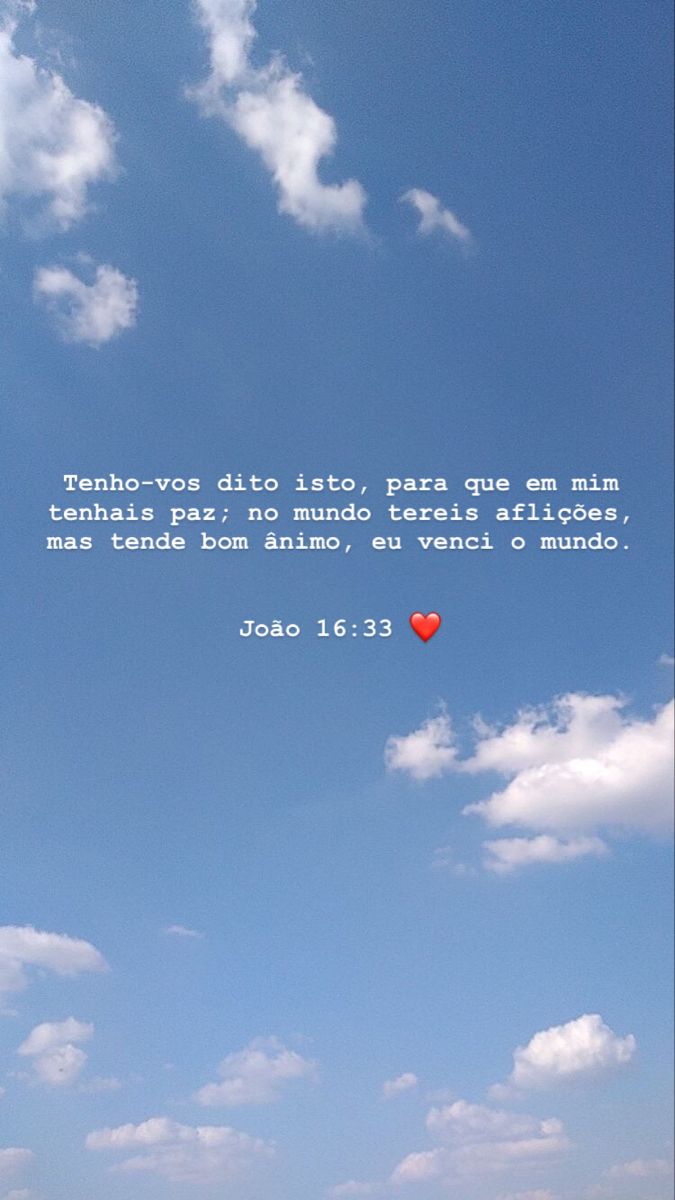 Tenho-vos dito isto, para que em mim
tenhais paz; no mundo tereis aflições,
mas tende bom ânimo, eu venci o mundo.
João 16:33 ❤️